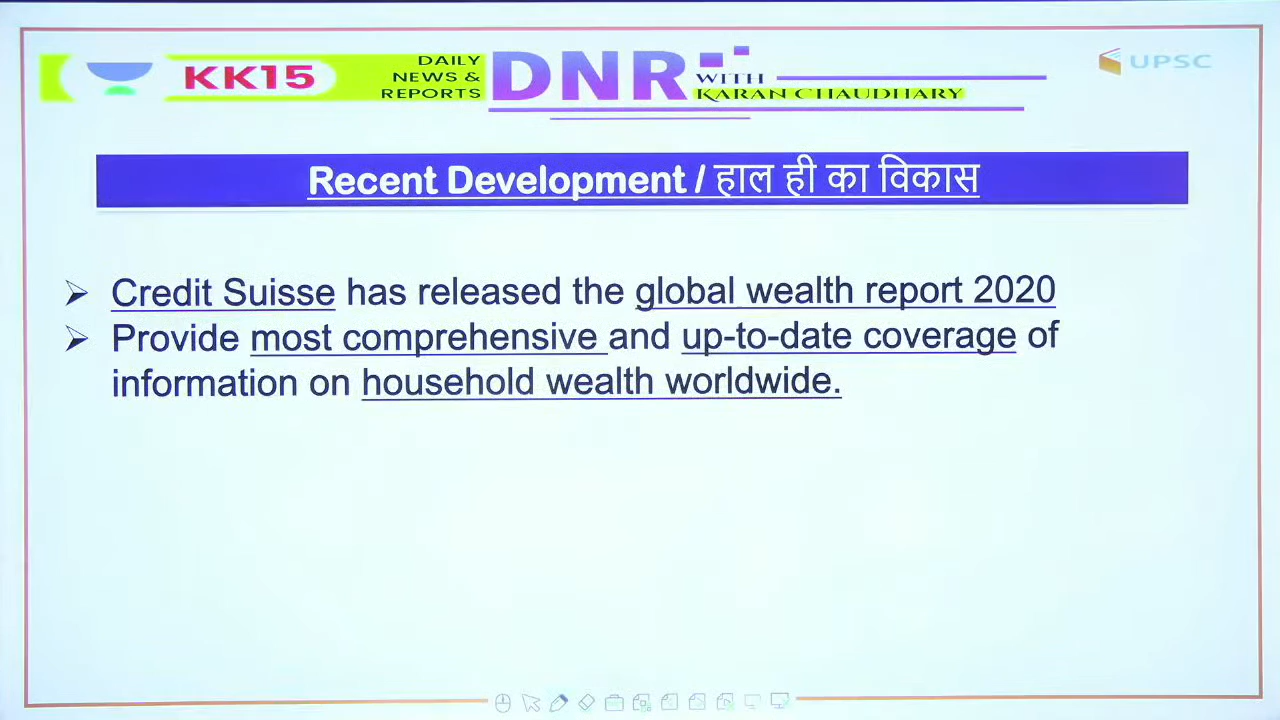 KK15
DAILY
NEWS &
REPORTS
DNR
WITH
KARAN CHAUDHARY
UPSC
Recent Development / हाल ही का विकास
Credit Suisse has released the global wealth report 2020
Provide most comprehensive and up-to-date coverage of
information on household wealth worldwide.